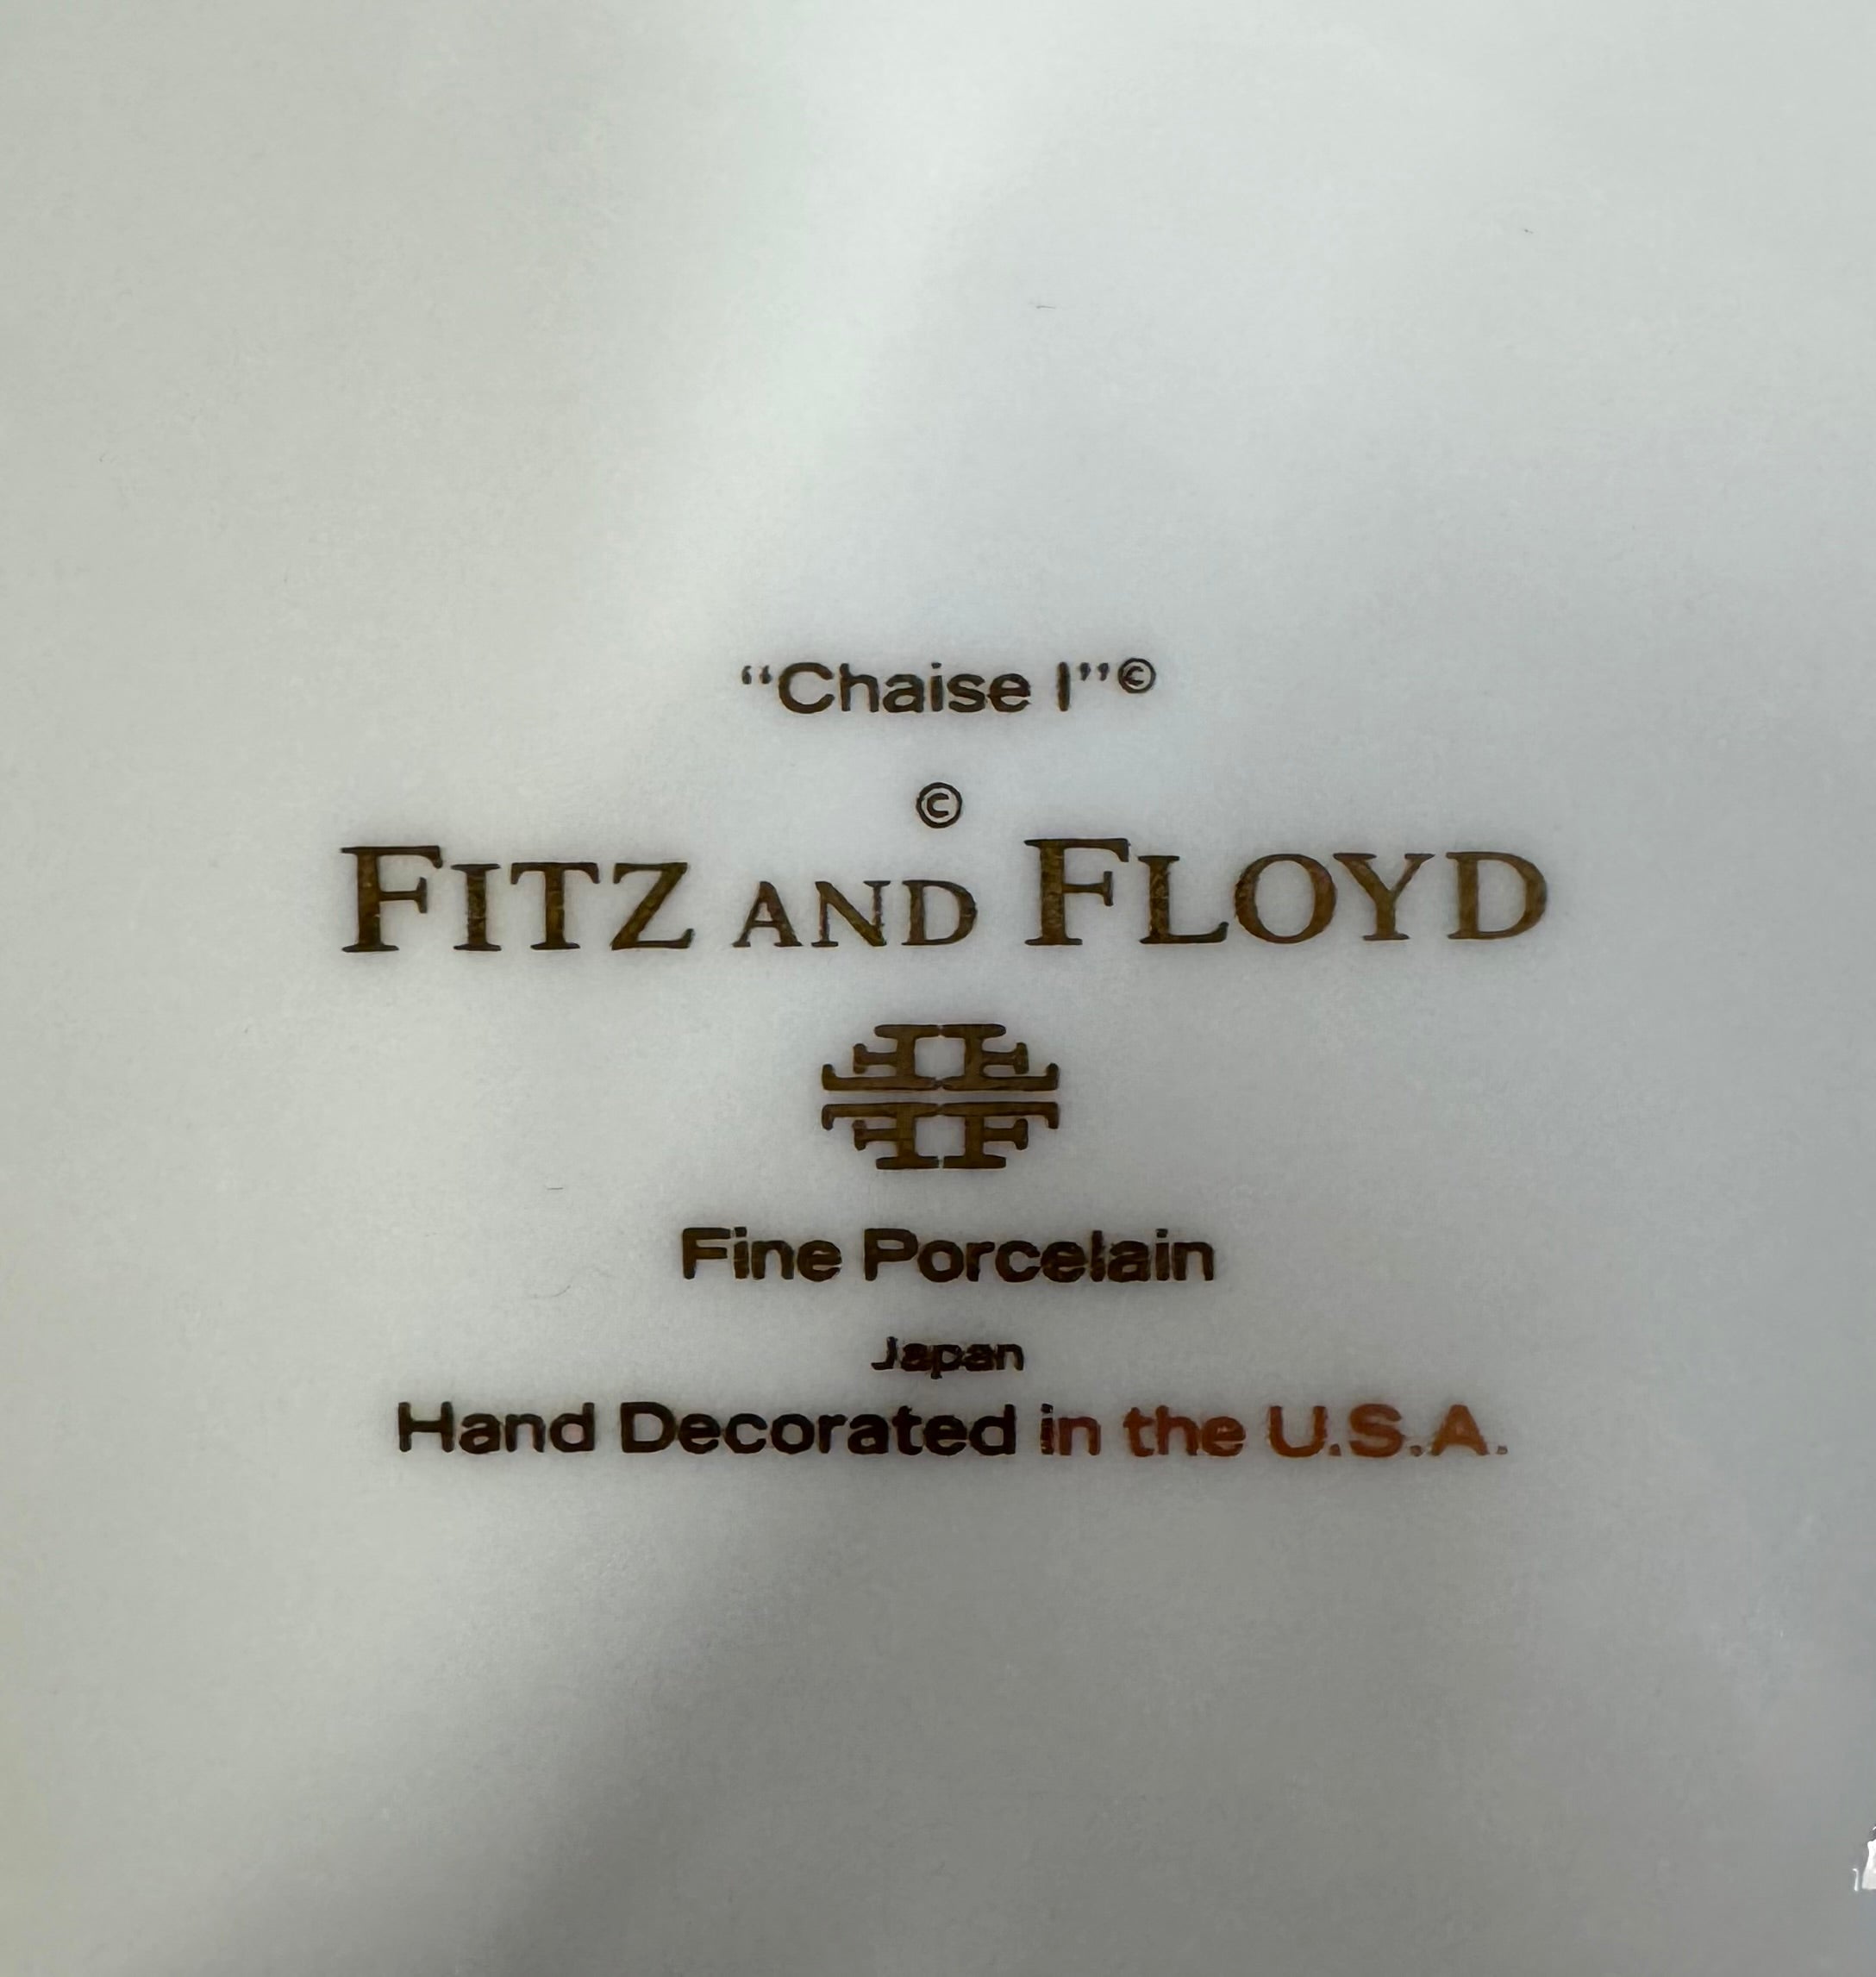 “Chaise I”©
©
FITZ AND FLOYD
Fine Porcelain
Japan
Hand Decorated in the U.S.A.